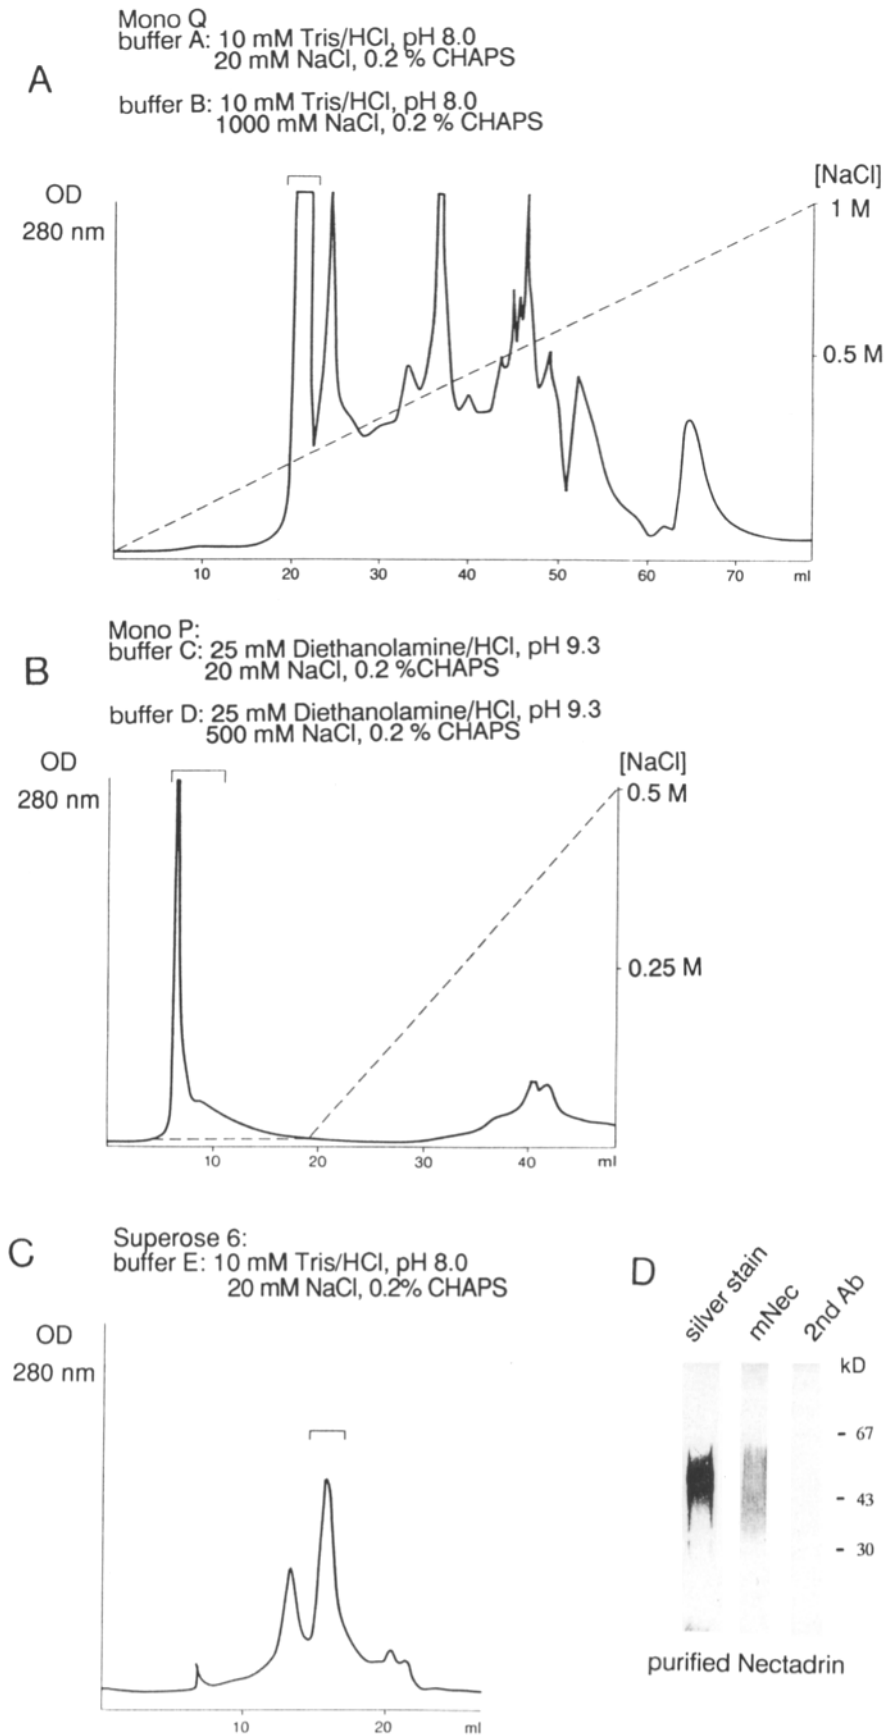 Mono Q
buffer A: 10 mM Tris/HCl, pH 8.0
20 mM NaCl, 0.2 % CHAPS
A
buffer B: 10 mM Tris/HCl, pH 8.0
1000 mM NaCl, 0.2 % CHAPS
OD
280 nm
[NaCl]
1 M
0.5 M
10 20 30 40 50 60 70 ml
Mono P:
buffer C: 25 mM Diethanolamine/HCl, pH 9.3
20 mM NaCl, 0.2 %CHAPS
B
buffer D: 25 mM Diethanolamine/HCl, pH 9.3
500 mM NaCl, 0.2 % CHAPS
OD
280 nm
[NaCl]
0.5 M
0.25 M
10 20 30 40 ml
C
Superose 6:
buffer E: 10 mM Tris/HCl, pH 8.0
20 mM NaCl, 0.2% CHAPS
OD
280 nm
10 20 ml
D
silver stain
mNec
2nd Ab
kD
- 67
- 43
- 30
purified Nectadrin